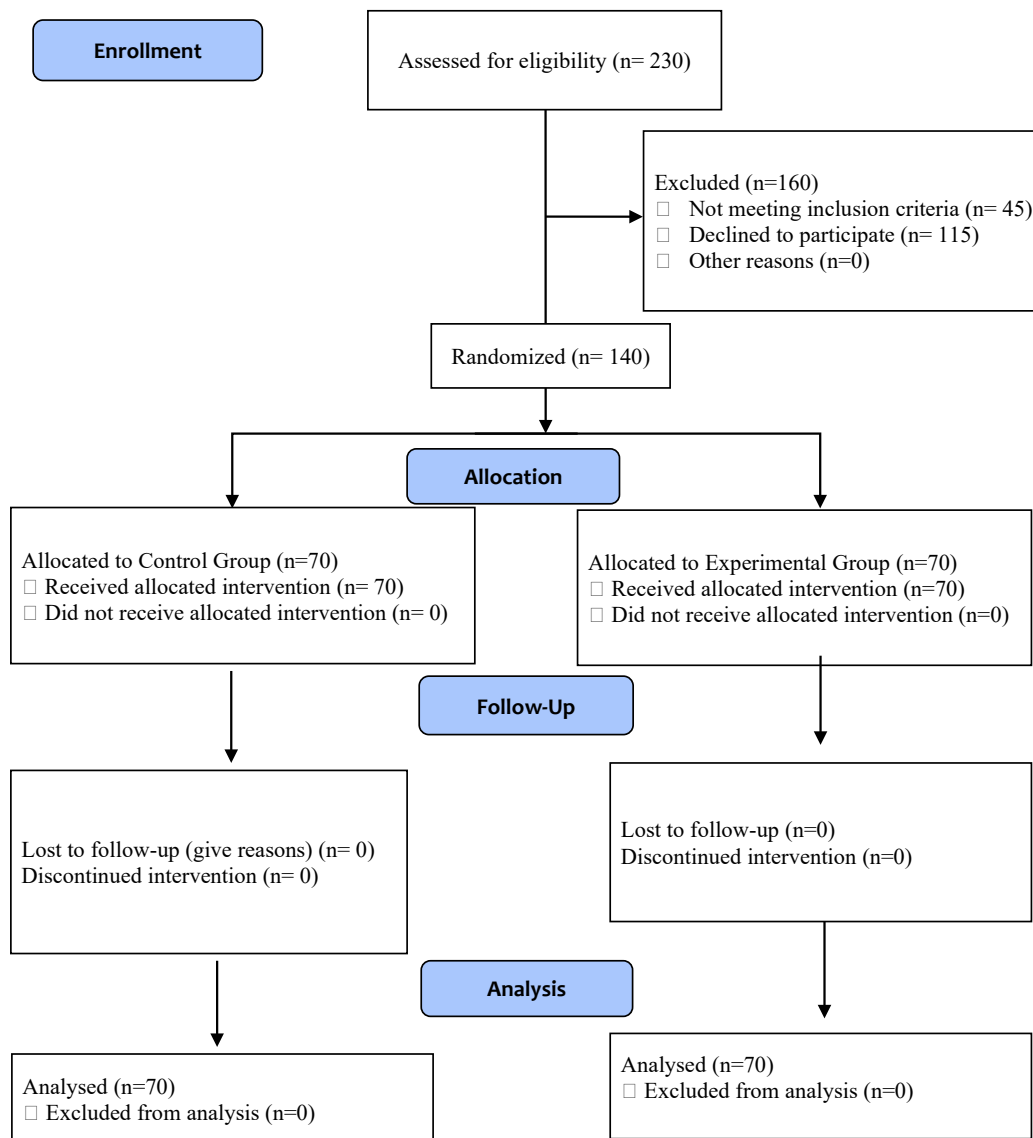 Enrollment
Assessed for eligibility (n= 230)
Excluded (n=160)
□ Not meeting inclusion criteria (n= 45)
□ Declined to participate (n= 115)
□ Other reasons (n=0)
Randomized (n= 140)
Allocation
Allocated to Control Group (n=70)
□ Received allocated intervention (n= 70)
□ Did not receive allocated intervention (n= 0)
Allocated to Experimental Group (n=70)
□ Received allocated intervention (n=70)
□ Did not receive allocated intervention (n=0)
Follow-Up
Lost to follow-up (give reasons) (n= 0)
Discontinued intervention (n= 0)
Lost to follow-up (n=0)
Discontinued intervention (n=0)
Analysis
Analysed (n=70)
□ Excluded from analysis (n=0)
Analysed (n=70)
□ Excluded from analysis (n=0)